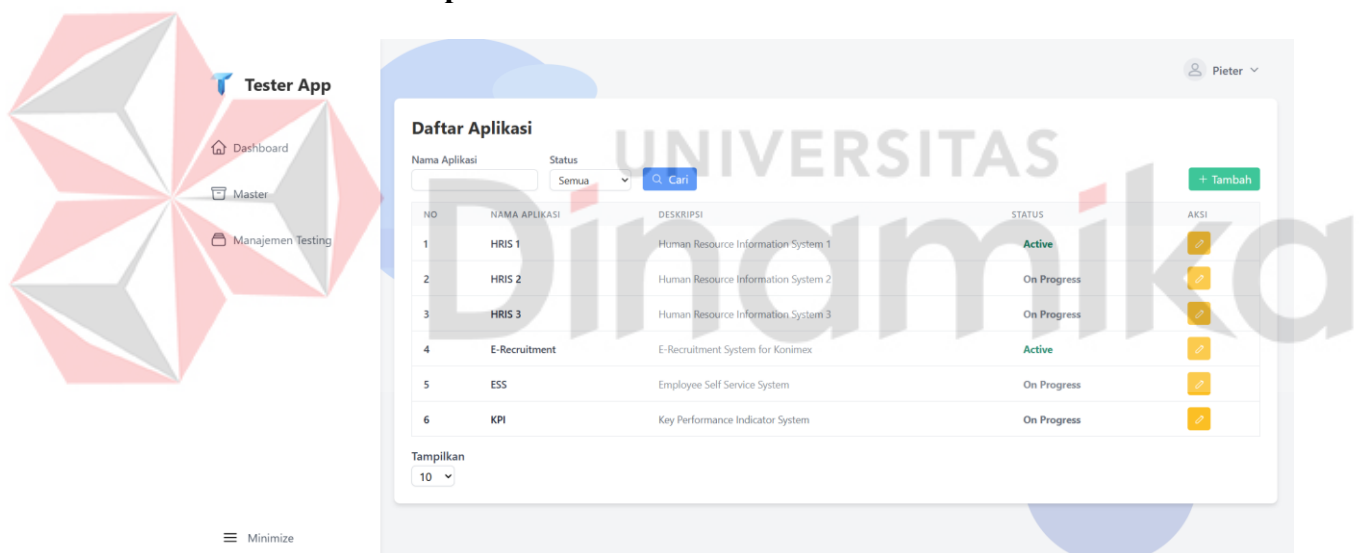 Tester App
Pieter
Dashboard
Master
Manajemen Testing
Minimize
Daftar Aplikasi
Nama Aplikasi Status
Semua Cari + Tambah
NO NAMA APLIKASI DESKRIPSI STATUS AKSI
1 HRIS 1 Human Resource Information System 1 Active
2 HRIS 2 Human Resource Information System 2 On Progress
3 HRIS 3 Human Resource Information System 3 On Progress
4 E-Recruitment E-Recruitment System for Konimex Active
5 ESS Employee Self Service System On Progress
6 KPI Key Performance Indicator System On Progress
Tampilkan
10
UNIVERSITAS
Dinamika